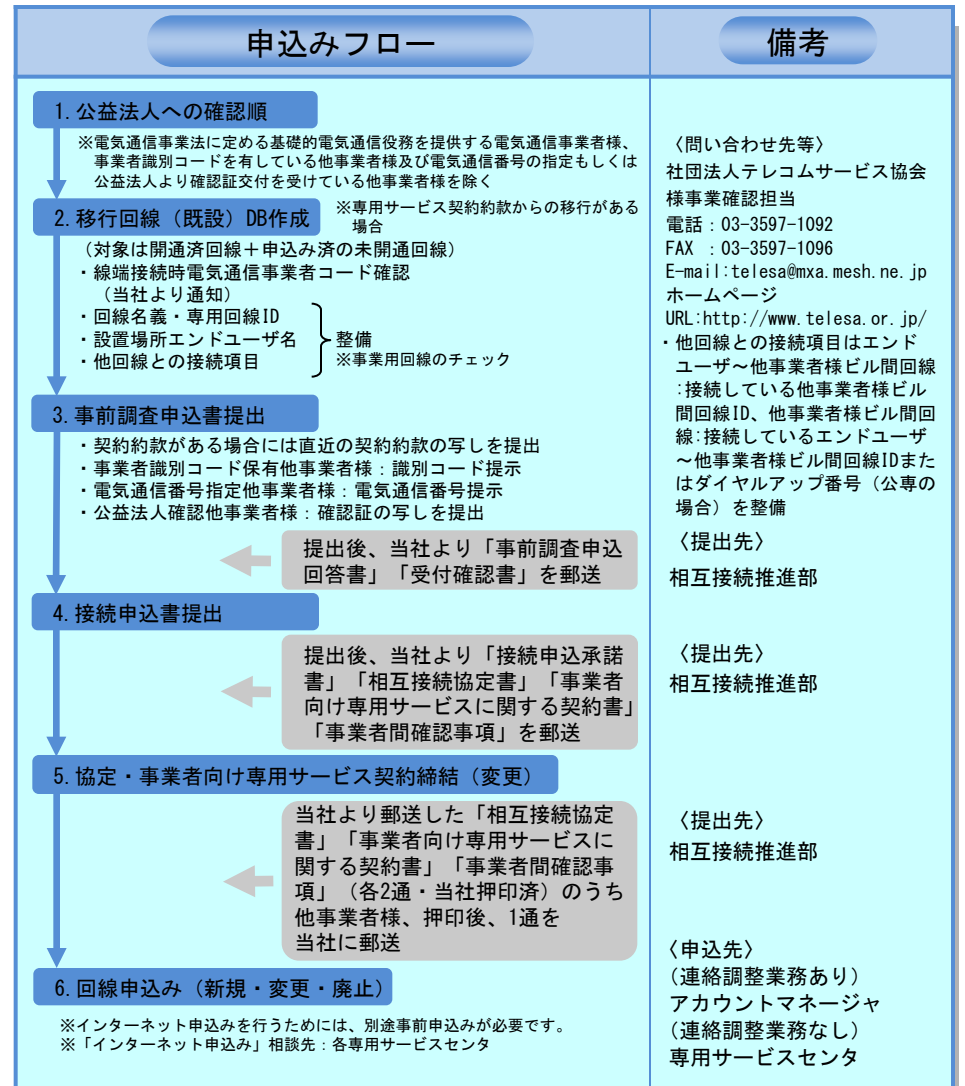 申込みフロー
備考
1.公益法人への確認順
※電気通信事業法に定める基礎的電気通信役務を提供する電気通信事業者様、
事業者識別コードを有している他事業者様及び電気通信番号の指定もしくは
公益法人より確認証交付を受けている他事業者様を除く
2.移行回線（既設）DB作成
※専用サービス契約約款からの移行がある
場合
（対象は開通済回線＋申込み済の未開通回線）
・線端接続時電気通信事業者コード確認
（当社より通知）
・回線名義・専用回線ID
・設置場所エンドユーザ名
・他回線との接続項目
整備
※事業用回線のチェック
3.事前調査申込書提出
・契約約款がある場合には直近の契約約款の写しを提出
・事業者識別コード保有他事業者様：識別コード提示
・電気通信番号指定他事業者様：電気通信番号提示
・公益法人確認他事業者様：確認証の写しを提出
提出後、当社より「事前調査申込
回答書」「受付確認書」を郵送
4.接続申込書提出
提出後、当社より「接続申込承諾
書」「相互接続協定書」「事業者
向け専用サービスに関する契約書」
「事業者間確認事項」を郵送
5.協定・事業者向け専用サービス契約締結（変更）
当社より郵送した「相互接続協定
書」「事業者向け専用サービスに
関する契約書」「事業者間確認事
項」（各2通・当社押印済）のうち
他事業者様、押印後、1通を
当社に郵送
6.回線申込み（新規・変更・廃止）
※インターネット申込みを行うためには、別途事前申込みが必要です。
※「インターネット申込み」相談先：各専用サービスセンタ
〈問い合わせ先等〉
社団法人テレコムサービス協会
様事業確認担当
電話：03-3597-1092
FAX ：03-3597-1096
E-mail:telesa@mxa.mesh.ne.jp
ホームページ
URL:http://www.telesa.or.jp/
・他回線との接続項目はエンド
ユーザ～他事業者様ビル間回線
:接続している他事業者様ビル
間回線ID、他事業者様ビル間回
線:接続しているエンドユーザ
～他事業者様ビル間回線IDまた
はダイヤルアップ番号（公専の
場合）を整備
〈提出先〉
相互接続推進部
〈提出先〉
相互接続推進部
〈提出先〉
相互接続推進部
〈申込先〉
（連絡調整業務あり）
アカウントマネージャ
（連絡調整業務なし）
専用サービスセンタ